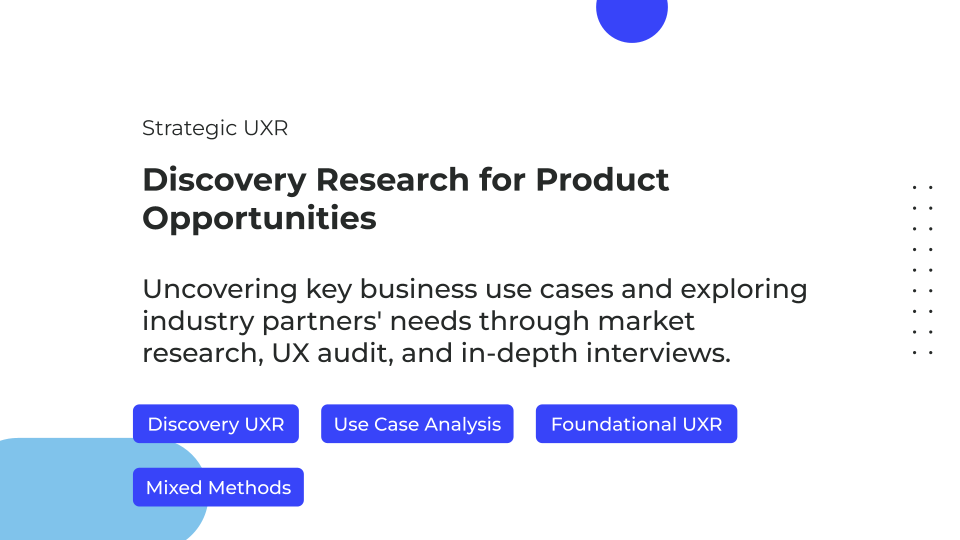 Strategic UXR
Discovery Research for Product
Opportunities
Uncovering key business use cases and exploring
industry partners' needs through market
research, UX audit, and in-depth interviews.
Discovery UXR
Use Case Analysis
Foundational UXR
Mixed Methods